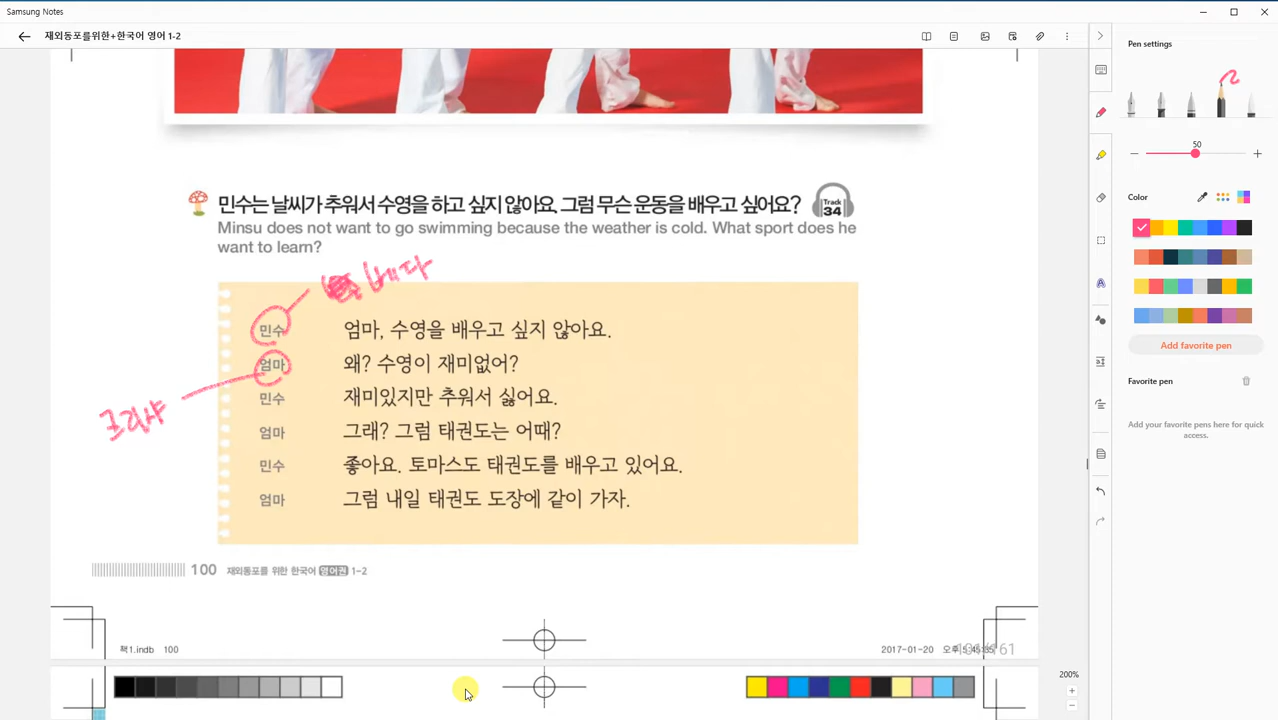 Samsung Notes
재외동포를위한+한국어 영어 1-2
Pen settings
50
Color
Add favorite pen
Favorite pen
Add your favorite pens here for quick access.
민수는 날씨가 추워서 수영을 하고 싶지 않아요. 그럼 무슨 운동을 배우고 싶어요?
Track 34
Minsu does not want to go swimming because the weather is cold. What sport does he
want to learn?
민수 엄마, 수영을 배우고 싶지 않아요.
엄마 왜? 수영이 재미없어?
민수 재미있지만 추워서 싫어요.
엄마 그래? 그럼 태권도는 어때?
민수 좋아요. 토마스도 태권도를 배우고 있어요.
엄마 그럼 내일 태권도 도장에 같이 가자.
100 재외동포를 위한 한국어 영어권 1-2
책1.indb 100
2017-01-20 오후
200%